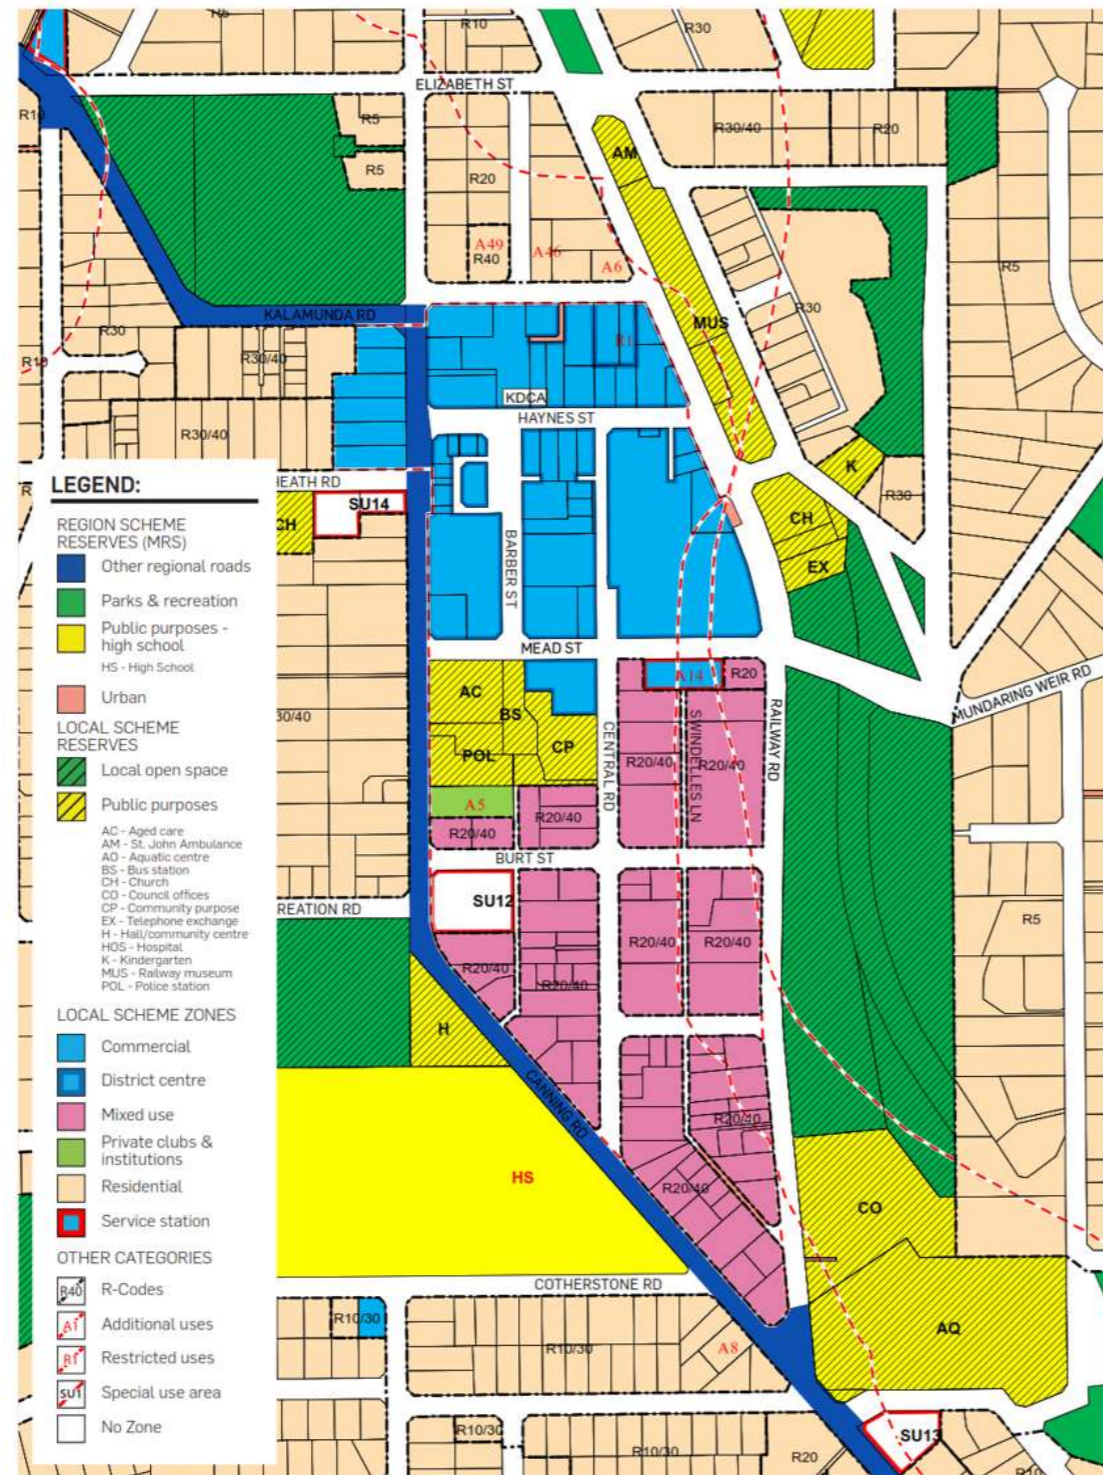 R5
R10
R30
ELIZABETH ST
R10
R5
AM
R30/40
R20
R5
R20
A49
R40
A46
A6
R5
KALAMUNDA RD
MUS
R30
R30
R1
R10
R30/40
KDCA
HAYNES ST
R30/40
K
HEATH RD
SU14
R30
CH
CH
BARBER ST
EX
MEAD ST
A14
R20
MUNDARING WEIR RD
AC
BS
30/40
POL
CP
CENTRAL RD
R20/40
SWINDELLES LN
R20/40
RAILWAY RD
A5
R20/40
R20/40
BURT ST
SU12
REATION RD
R5
R20/40
R20/40
R20/40
R20/40
H
CANNING RD
R20/40
HS
R20/40
CO
COTHERSTONE RD
R10/30
R10/30
A8
AQ
R10/30
R10/30
R20
SU13
R10
LEGEND:
REGION SCHEME
RESERVES (MRS)
Other regional roads
Parks & recreation
Public purposes -
high school
HS - High School
Urban
LOCAL SCHEME
RESERVES
Local open space
Public purposes
AC - Aged care
AM - St. John Ambulance
AO - Aquatic centre
BS - Bus station
CH - Church
CO - Council offices
CP - Community purpose
EX - Telephone exchange
H - Hall/community centre
HOS - Hospital
K - Kindergarten
MUS - Railway museum
POL - Police station
LOCAL SCHEME ZONES
Commercial
District centre
Mixed use
Private clubs &
institutions
Residential
Service station
OTHER CATEGORIES
R40 R-Codes
A1 Additional uses
R1 Restricted uses
SU1 Special use area
No Zone